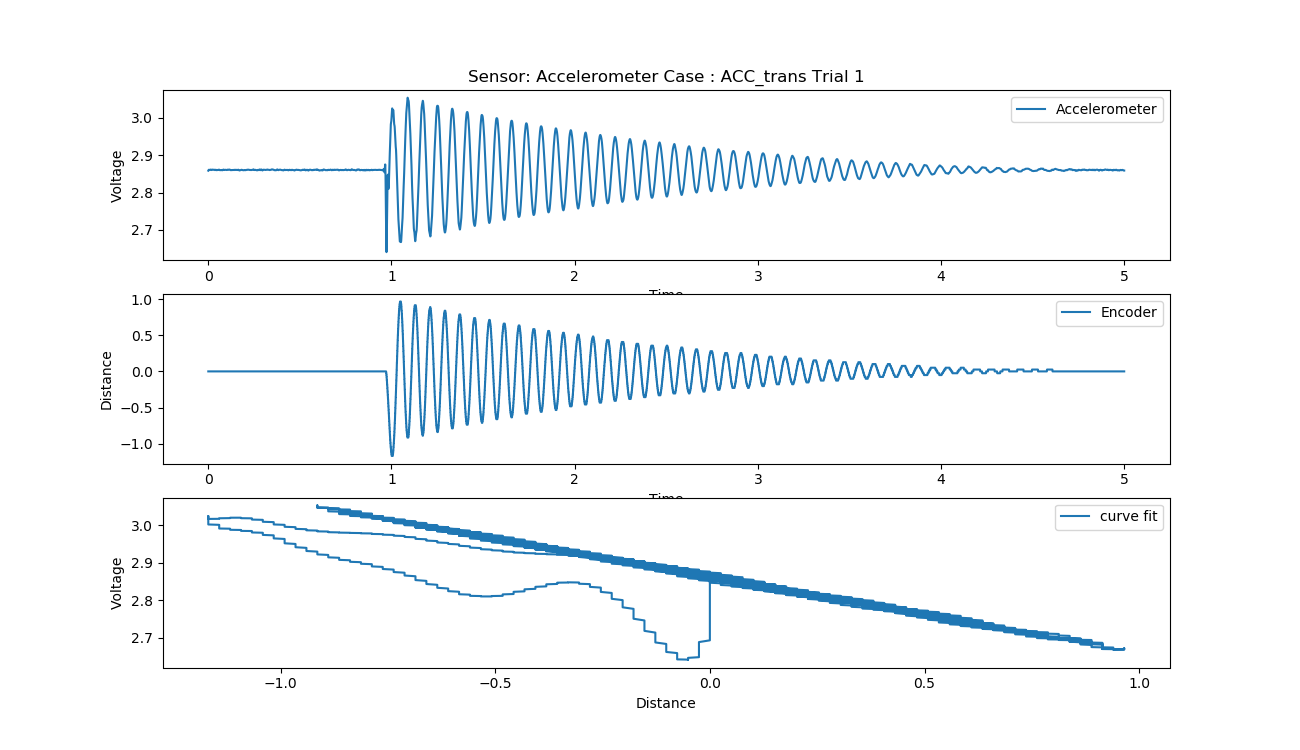 Sensor: Accelerometer Case : ACC_trans Trial 1
Accelerometer
Voltage
3.0
2.9
2.8
2.7
0 1 2 3 4 5
Time
Encoder
Distance
1.0
0.5
0.0
−0.5
−1.0
0 1 2 3 4 5
Time
curve fit
Voltage
3.0
2.9
2.8
2.7
−1.0 −0.5 0.0 0.5 1.0
Distance